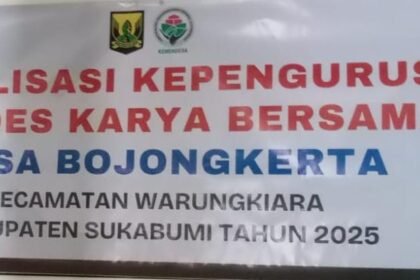 KEMENDESA
LISASI KEPENGURUS
DES KARYA BERSAM
SA BOJONGKERTA
ECAMATAN WARUNGKIARA
UPATEN SUKABUMI TAHUN 2025